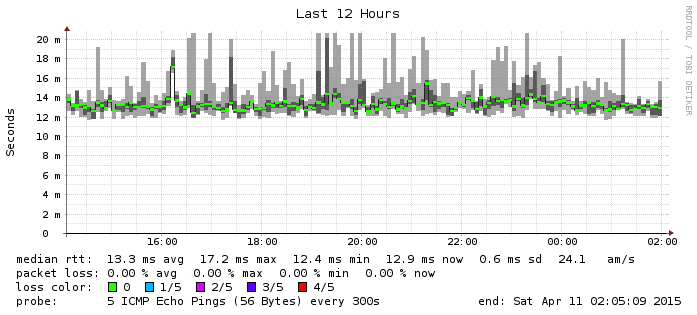 Last 12 Hours
RRDTOOL / TOBI OETIKER
Seconds
20 m
18 m
16 m
14 m
12 m
10 m
8 m
6 m
4 m
2 m
0
16:00 18:00 20:00 22:00 00:00 02:00
median rtt: 13.3 ms avg 17.2 ms max 12.4 ms min 12.9 ms now 0.6 ms sd 24.1 am/s
packet loss: 0.00 % avg 0.00 % max 0.00 % min 0.00 % now
loss color: 0 1/5 2/5 3/5 4/5
probe: 5 ICMP Echo Pings (56 Bytes) every 300s end: Sat Apr 11 02:05:09 2015